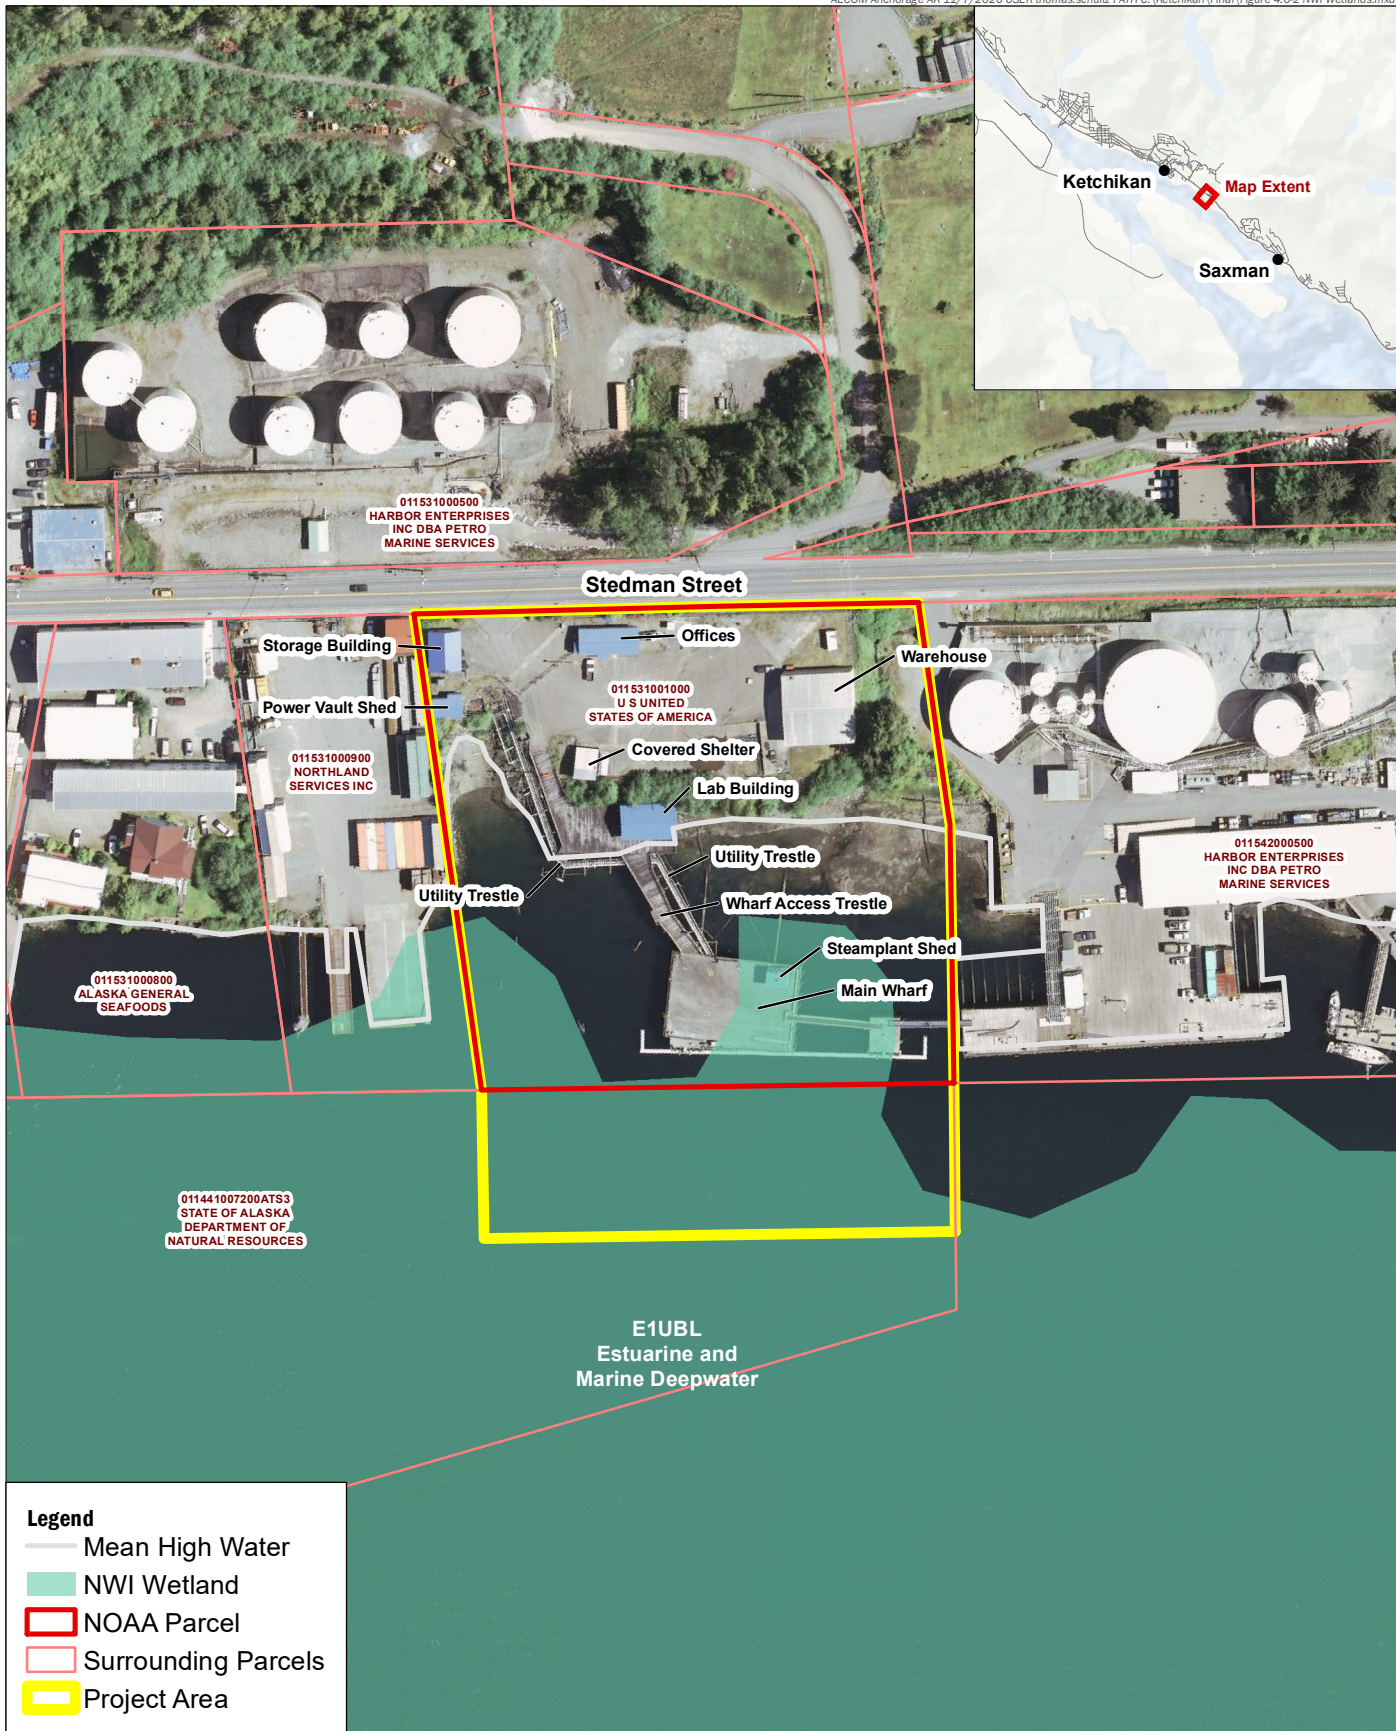 Ketchikan
Map Extent
Saxman
011531000500
HARBOR ENTERPRISES
INC DBA PETRO
MARINE SERVICES
Stedman Street
Storage Building
Offices
Warehouse
Power Vault Shed
011531001000
U S UNITED
STATES OF AMERICA
Covered Shelter
011531000900
NORTHLAND
SERVICES INC
Lab Building
Utility Trestle
011542000500
HARBOR ENTERPRISES
INC DBA PETRO
MARINE SERVICES
Utility Trestle
Wharf Access Trestle
Steamplant Shed
011531000800
ALASKA GENERAL
SEAFOODS
Main Wharf
011441007200ATS3
STATE OF ALASKA
DEPARTMENT OF
NATURAL RESOURCES
E1UBL
Estuarine and
Marine Deepwater
Legend
Mean High Water
NWI Wetland
NOAA Parcel
Surrounding Parcels
Project Area